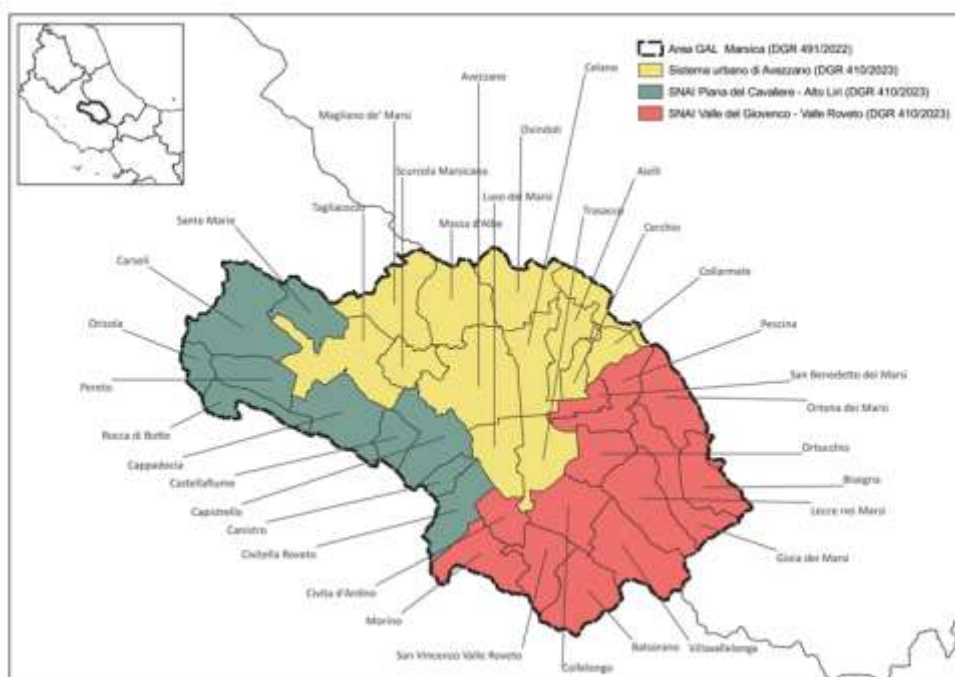 Area GAL Marsica (DGR 491/2022)
Sistema urbano di Avezzano (DGR 410/2023)
SNAI Piana del Cavaliere - Alto Liri (DGR 410/2023)
SNAI Valle del Giovenco - Valle Roveto (DGR 410/2023)
Celano
Avezzano
Magliano de' Marsi
Ovindoli
Scurcola Marsicana
Aielli
Luco dei Marsi
Tagliacozzo
Trasacco
Sante Marie
Massa d'Albe
Cerchio
Carsoli
Collarmele
Oricola
Pescina
San Benedetto dei Marsi
Pereto
Ortona dei Marsi
Rocca di Botte
Ortucchio
Cappadocia
Castellafiume
Bisegna
Capistrello
Lecce nei Marsi
Canistro
Civitella Roveto
Gioia dei Marsi
Civita d'Antino
Morino
Balsorano
Villavallelonga
San Vincenzo Valle Roveto
Collelongo